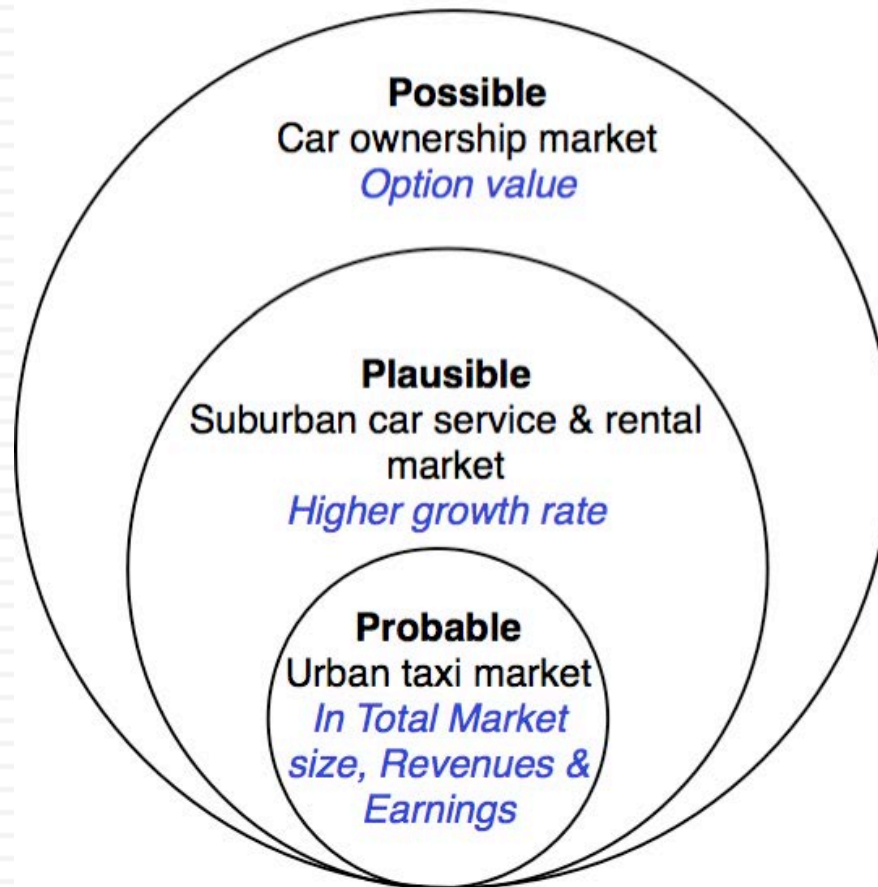 Possible
Car ownership market
Option value
Plausible
Suburban car service & rental
market
Higher growth rate
Probable
Urban taxi market
In Total Market
size, Revenues &
Earnings